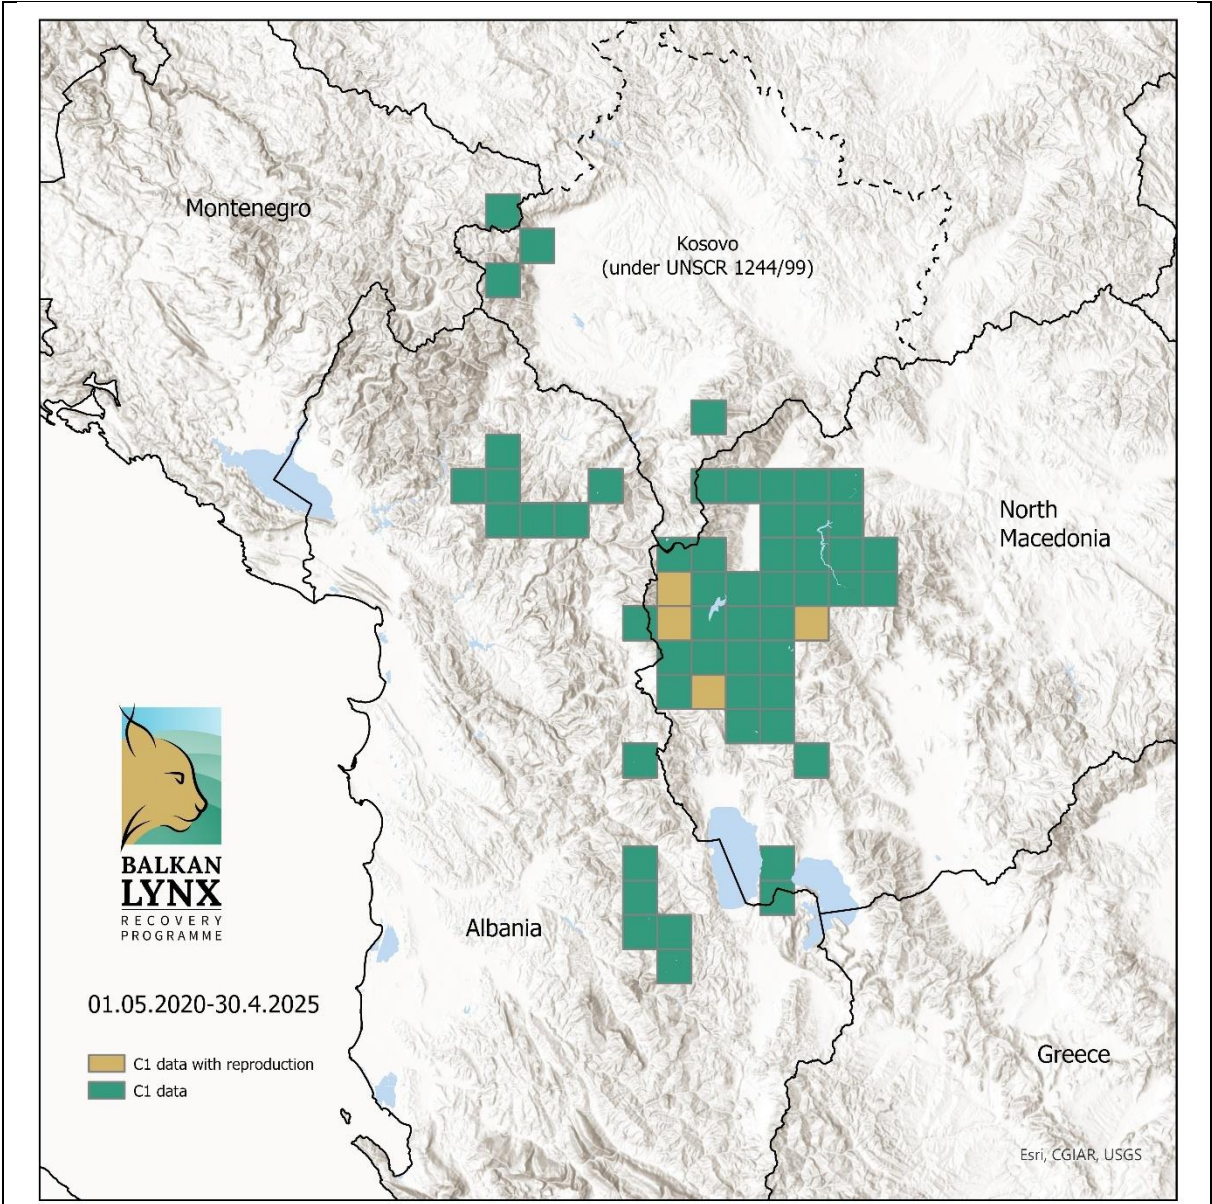 Montenegro
Kosovo
(under UNSCR 1244/99)
North
Macedonia
BALKAN
LYNX
RECOVERY
PROGRAMME
Albania
01.05.2020-30.4.2025
C1 data with reproduction
C1 data
Greece
Esri, CGIAR, USGS